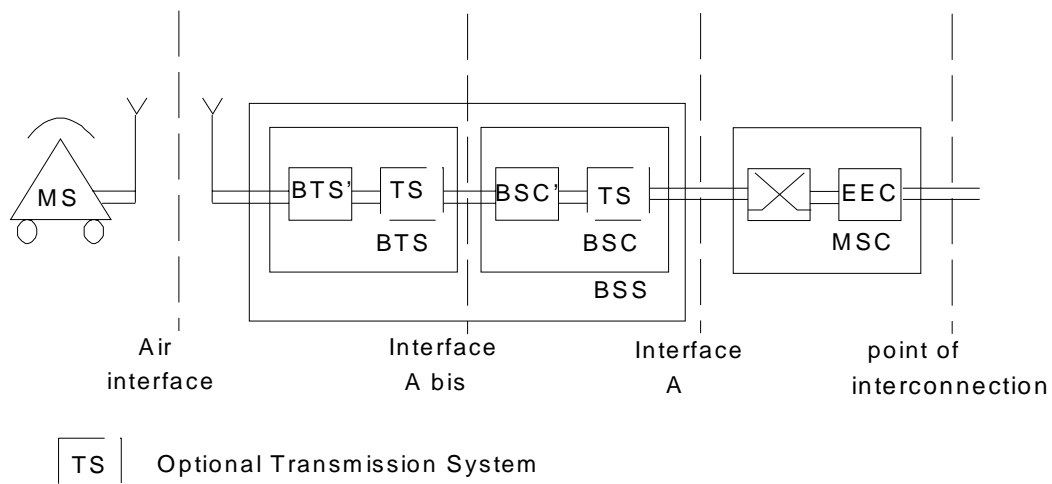 MS
BTS'
TS
BSC'
TS
EEC
BTS
BSC
MSC
BSS
Air
interface
Interface
A bis
Interface
A
point of
interconnection
TS
Optional Transmission System